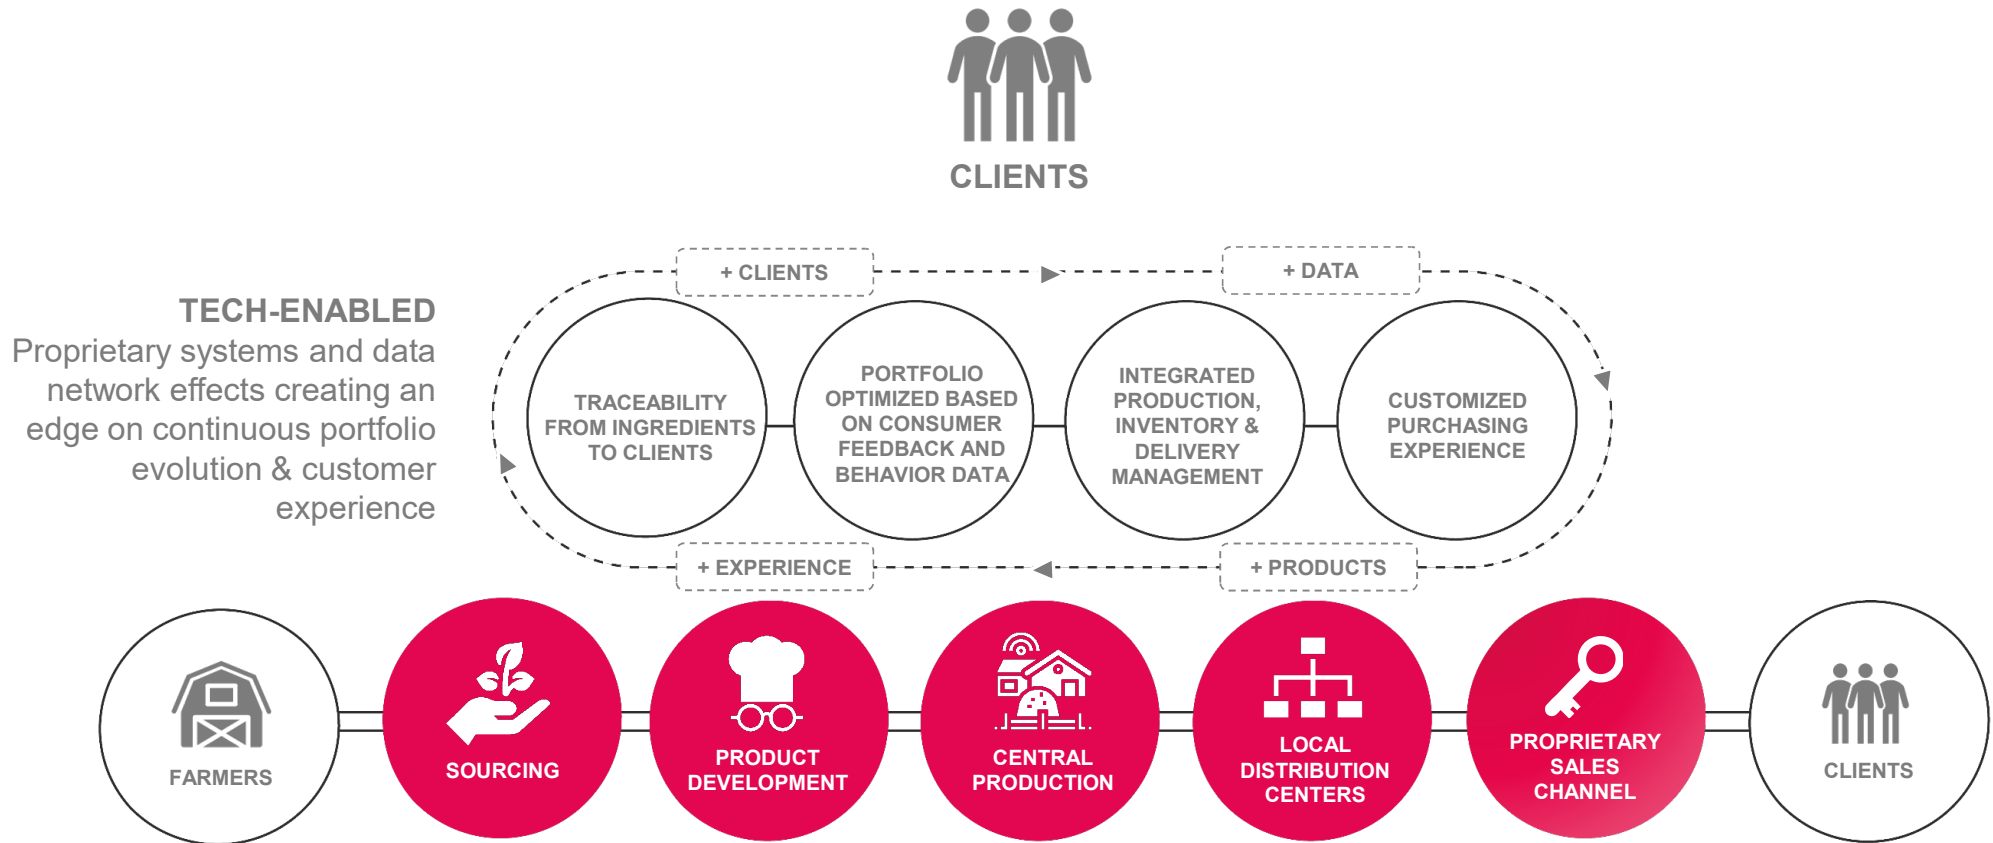 CLIENTS
TECH-ENABLED
Proprietary systems and data
network effects creating an
edge on continuous portfolio
evolution & customer
experience
+ CLIENTS
+ DATA
TRACEABILITY
FROM INGREDIENTS
TO CLIENTS
PORTFOLIO
OPTIMIZED BASED
ON CONSUMER
FEEDBACK AND
BEHAVIOR DATA
INTEGRATED
PRODUCTION,
INVENTORY &
DELIVERY
MANAGEMENT
CUSTOMIZED
PURCHASING
EXPERIENCE
+ EXPERIENCE
+ PRODUCTS
FARMERS
SOURCING
PRODUCT
DEVELOPMENT
CENTRAL
PRODUCTION
LOCAL
DISTRIBUTION
CENTERS
PROPRIETARY
SALES
CHANNEL
CLIENTS